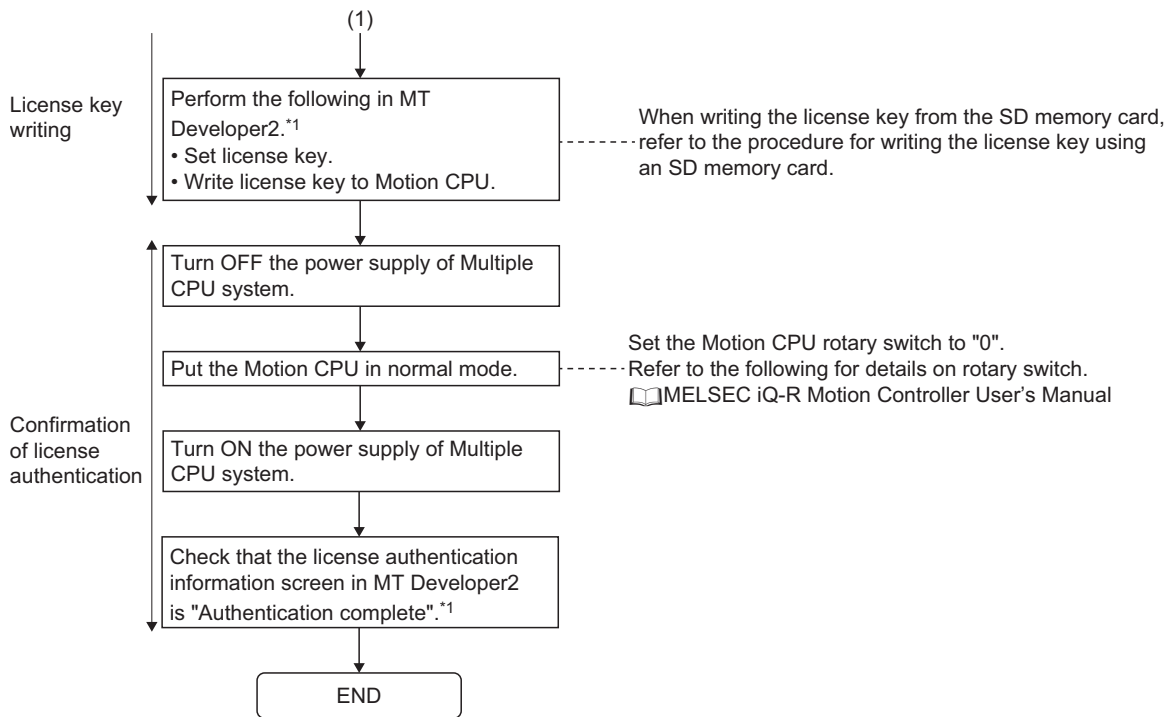 (1)
License key
writing
Perform the following in MT
Developer2.*1
• Set license key.
• Write license key to Motion CPU.
When writing the license key from the SD memory card,
refer to the procedure for writing the license key using
an SD memory card.
Turn OFF the power supply of Multiple
CPU system.
Put the Motion CPU in normal mode.
Set the Motion CPU rotary switch to "0".
Refer to the following for details on rotary switch.
MELSEC iQ-R Motion Controller User's Manual
Confirmation
of license
authentication
Turn ON the power supply of Multiple
CPU system.
Check that the license authentication
information screen in MT Developer2
is "Authentication complete".*1
END